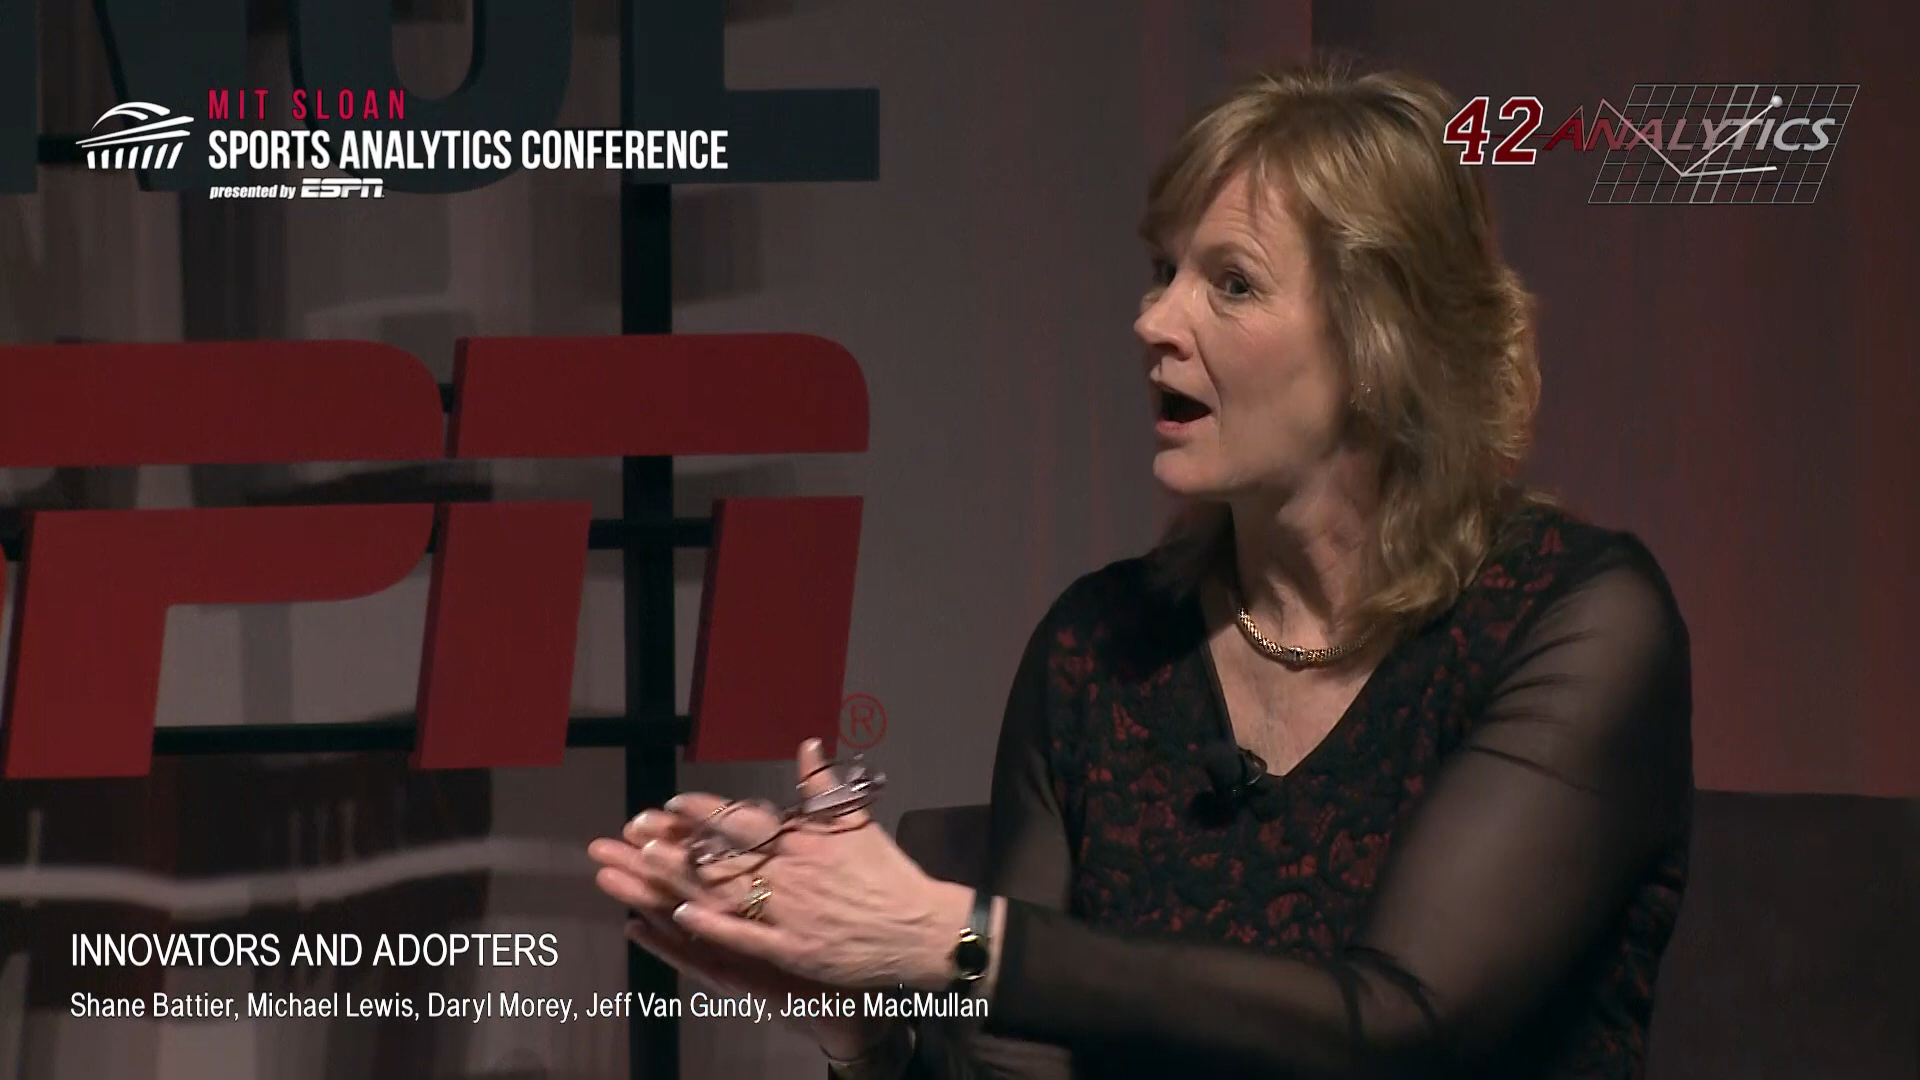 MIT SLOAN
SPORTS ANALYTICS CONFERENCE
presented by ESPN
42 ANALYTICS
®
INNOVATORS AND ADOPTERS
Shane Battier, Michael Lewis, Daryl Morey, Jeff Van Gundy, Jackie MacMullan